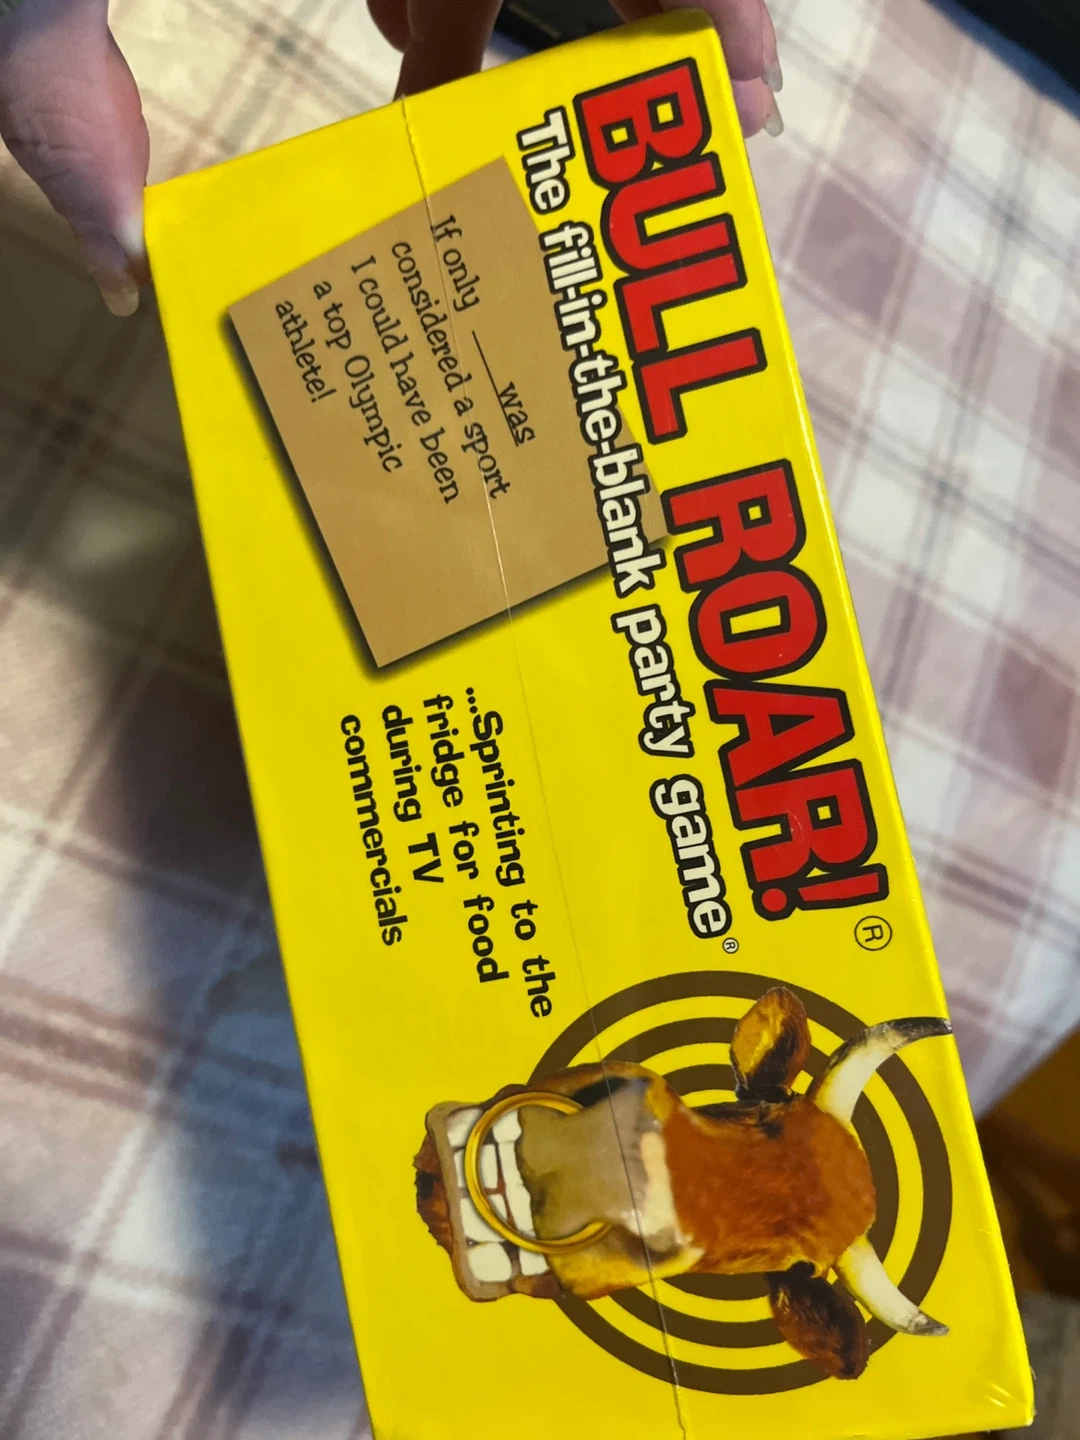 BULL ROAR!®
The fill-in-the-blank party game®
If only ___ was
considered a sport
I could have been
a top Olympic
athlete!
...Sprinting to the
fridge for food
during TV
commercials